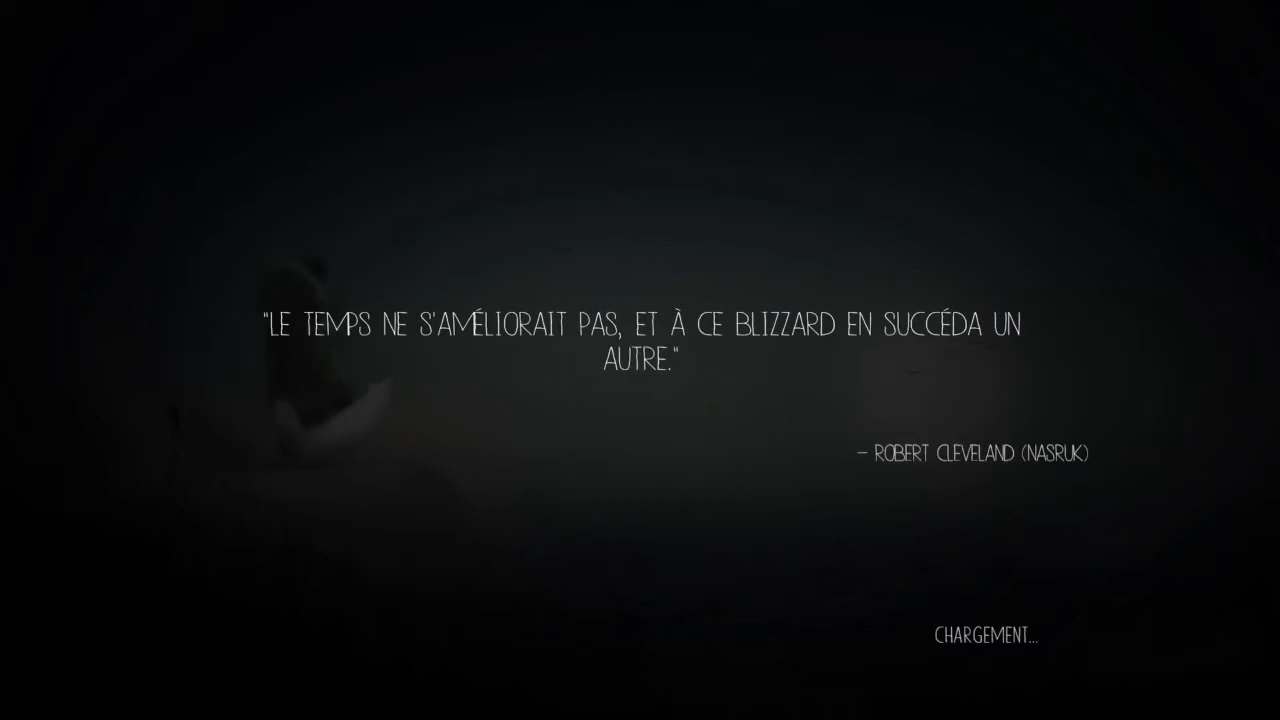 "LE TEMPS NE S'AMÉLIORAIT PAS, ET À CE BLIZZARD EN SUCCÉDA UN
AUTRE."
– ROBERT CLEVELAND (NASRUK)
CHARGEMENT...